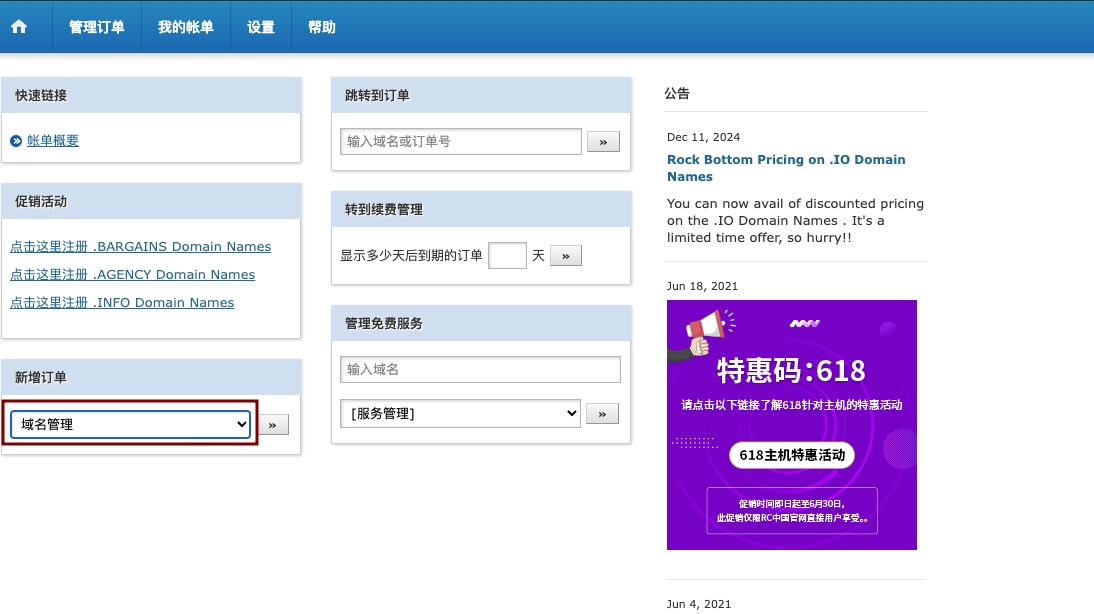 管理订单
我的帐单
设置
帮助
快速链接
帐单概要
促销活动
点击这里注册 .BARGAINS Domain Names
点击这里注册 .AGENCY Domain Names
点击这里注册 .INFO Domain Names
新增订单
域名管理
»
跳转到订单
输入域名或订单号
»
转到续费管理
显示多少天后到期的订单 天 »
管理免费服务
输入域名
[服务管理]
»
公告
Dec 11, 2024
Rock Bottom Pricing on .IO Domain
Names
You can now avail of discounted pricing
on the .IO Domain Names . It's a
limited time offer, so hurry!!
Jun 18, 2021
特惠码:618
请点击以下链接了解618针对主机的特惠活动
618主机特惠活动
促销时间即日起至6月30日,
此促销仅限RC中国官网直接用户享受。。
Jun 4, 2021